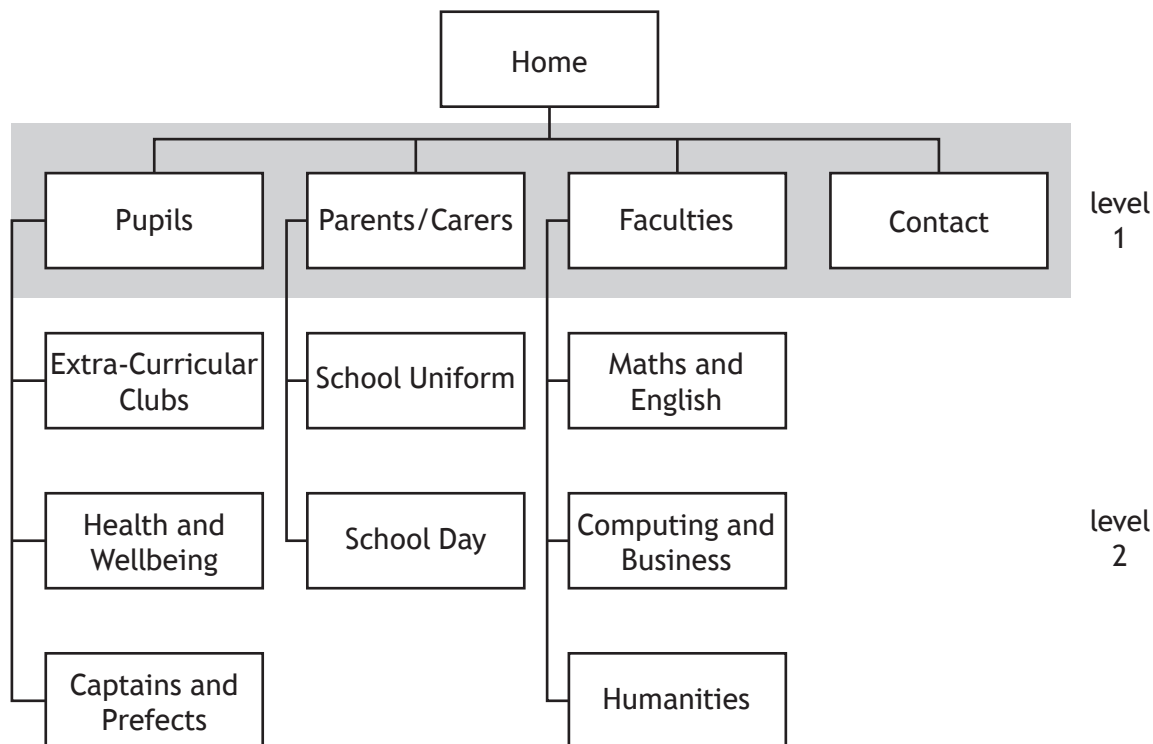 Home
Pupils
Parents/Carers
Faculties
Contact
level
1
Extra-Curricular
Clubs
School Uniform
Maths and
English
Health and
Wellbeing
School Day
Computing and
Business
level
2
Captains and
Prefects
Humanities